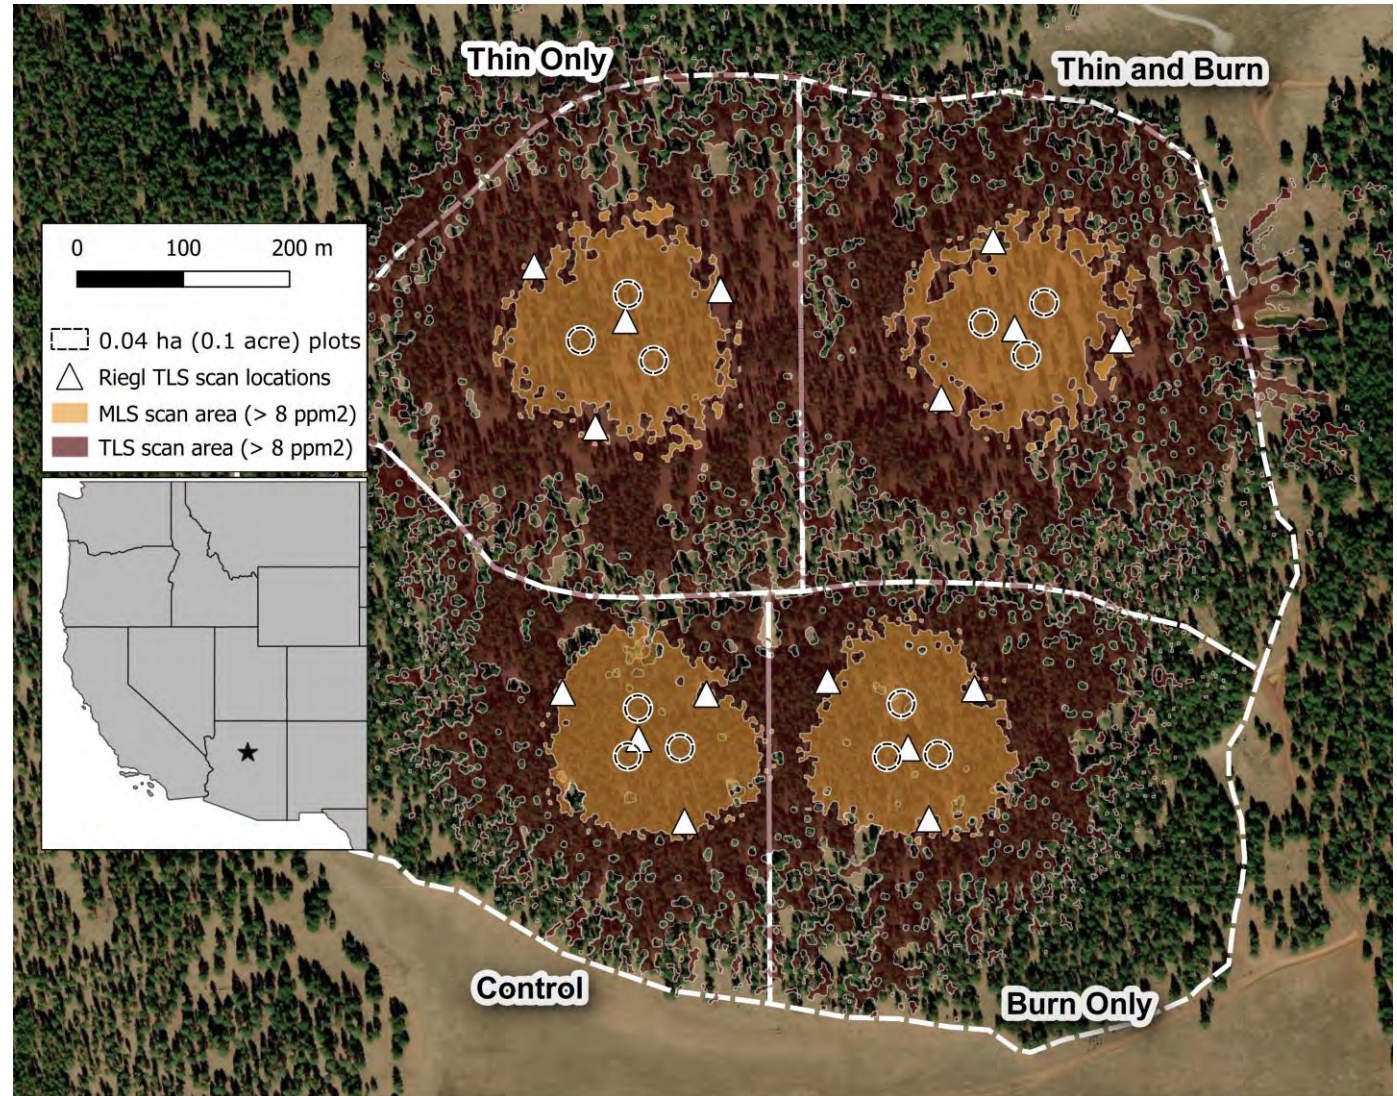 Thin Only
Thin and Burn
0 100 200 m
0.04 ha (0.1 acre) plots
Riegl TLS scan locations
MLS scan area (> 8 ppm2)
TLS scan area (> 8 ppm2)
Control
Burn Only